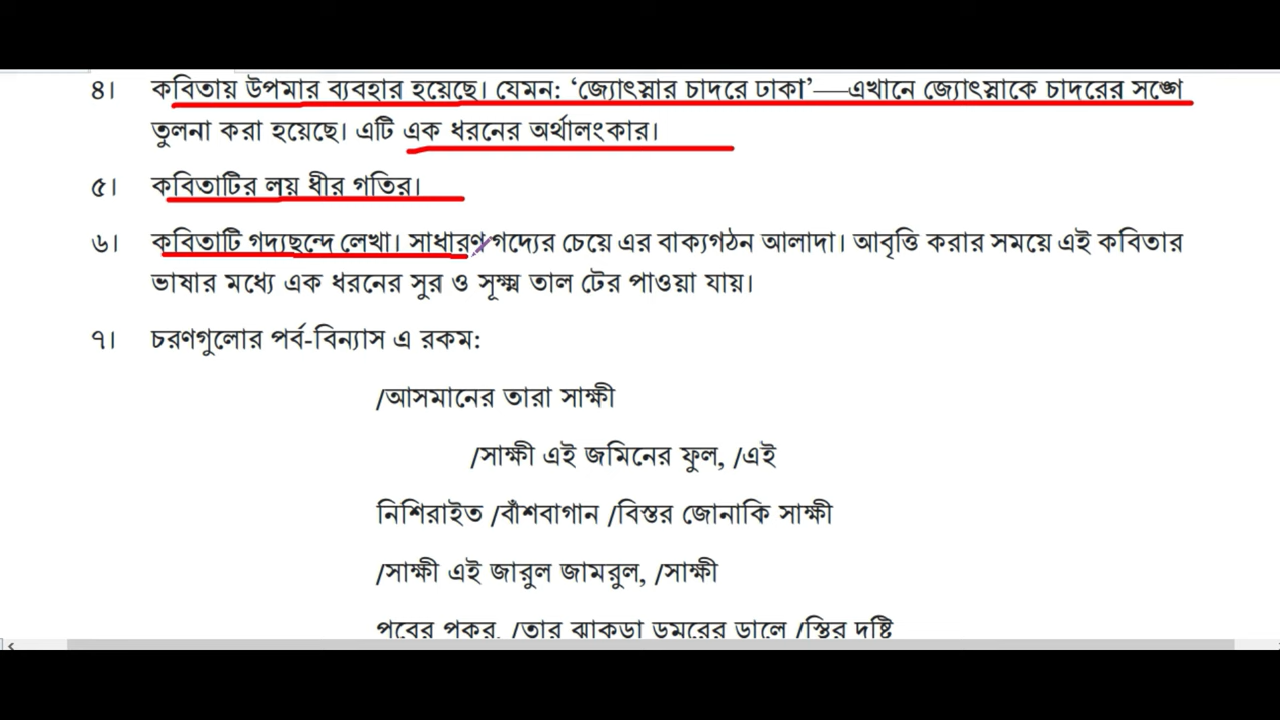 ৪। কবিতায় উপমার ব্যবহার হয়েছে। যেমন: ‘জ্যোৎস্নার চাদরে ঢাকা’—এখানে জ্যোৎস্নাকে চাদরের সঙ্গে
তুলনা করা হয়েছে। এটি এক ধরনের অর্থালংকার।
৫। কবিতাটির লয় ধীর গতির।
৬। কবিতাটি গদ্যছন্দে লেখা। সাধারণ গদ্যের চেয়ে এর বাক্যগঠন আলাদা। আবৃত্তি করার সময়ে এই কবিতার
ভাষার মধ্যে এক ধরনের সুর ও সূক্ষ্ম তাল টের পাওয়া যায়।
৭। চরণগুলোর পর্ব-বিন্যাস এ রকম:
/আসমানের তারা সাক্ষী
/সাক্ষী এই জমিনের ফুল, /এই
নিশিরাইত /বাঁশবাগান /বিস্তর জোনাকি সাক্ষী
/সাক্ষী এই জারুল জামরুল, /সাক্ষী
পুবের পুকুর, /তার ঝাকড়া ডুমুরের ডালে /স্থির দৃষ্টি